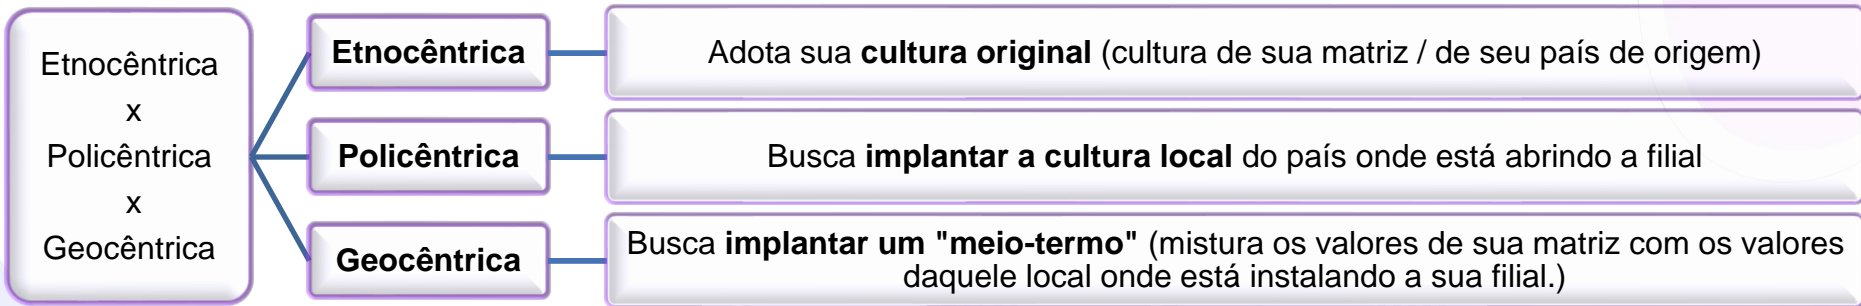 Etnocêntrica
x
Policêntrica
x
Geocêntrica
Etnocêntrica
Adota sua cultura original (cultura de sua matriz / de seu país de origem)
Policêntrica
Busca implantar a cultura local do país onde está abrindo a filial
Geocêntrica
Busca implantar um "meio-termo" (mistura os valores de sua matriz com os valores
daquele local onde está instalando a sua filial.)